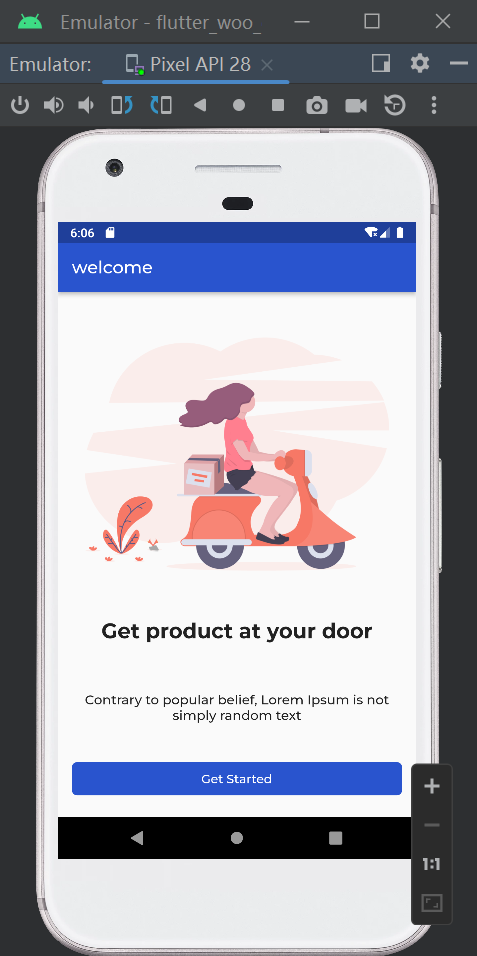 Emulator - flutter_woo_
Emulator:
Pixel API 28
6:06
welcome
Get product at your door
Contrary to popular belief, Lorem Ipsum is not
simply random text
Get Started
1:1